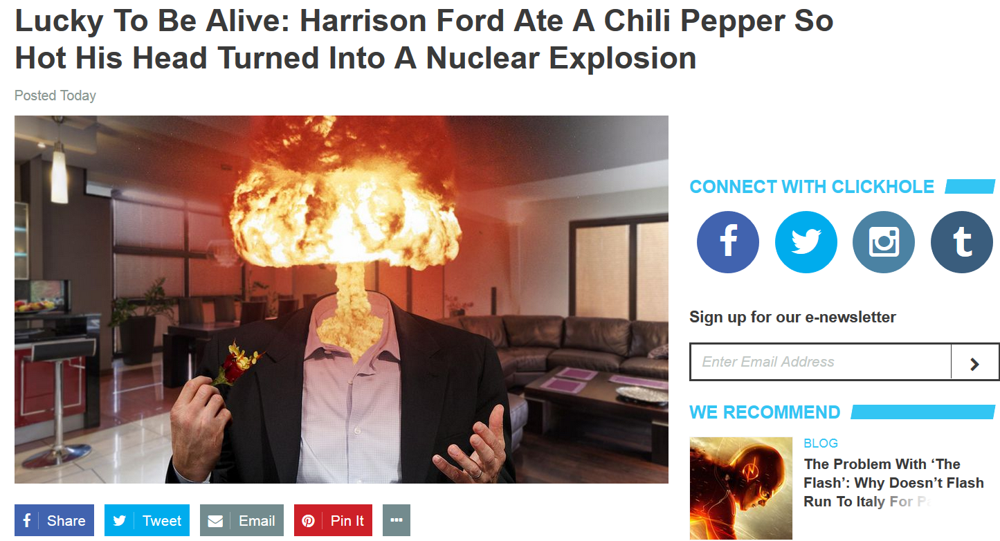 Lucky To Be Alive: Harrison Ford Ate A Chili Pepper So
Hot His Head Turned Into A Nuclear Explosion
Posted Today
CONNECT WITH CLICKHOLE
Sign up for our e-newsletter
Enter Email Address
WE RECOMMEND
BLOG
The Problem With ‘The
Flash’: Why Doesn’t Flash
Run To Italy For
Share
Tweet
Email
Pin It